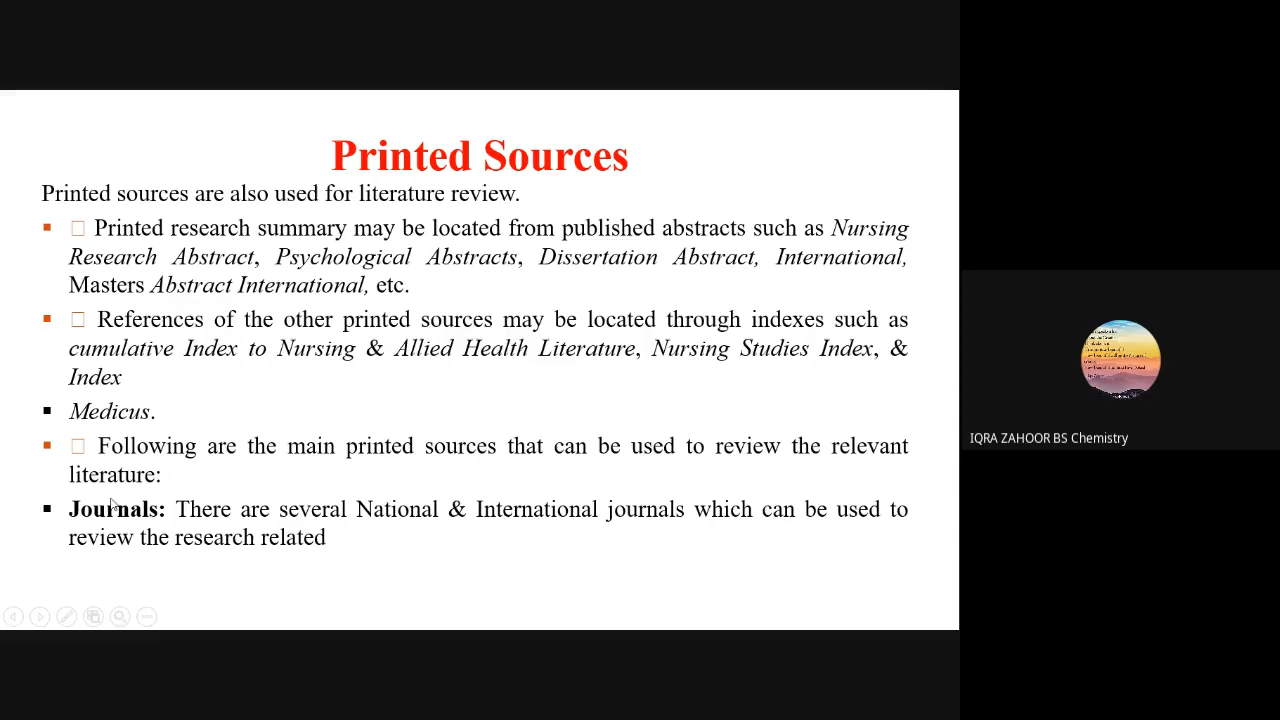 Printed Sources
Printed sources are also used for literature review.
Printed research summary may be located from published abstracts such as Nursing
Research Abstract, Psychological Abstracts, Dissertation Abstract, International,
Masters Abstract International, etc.
References of the other printed sources may be located through indexes such as
cumulative Index to Nursing & Allied Health Literature, Nursing Studies Index, &
Index
Medicus.
Following are the main printed sources that can be used to review the relevant
literature:
Journals: There are several National & International journals which can be used to
review the research related
IQRA ZAHOOR BS Chemistry